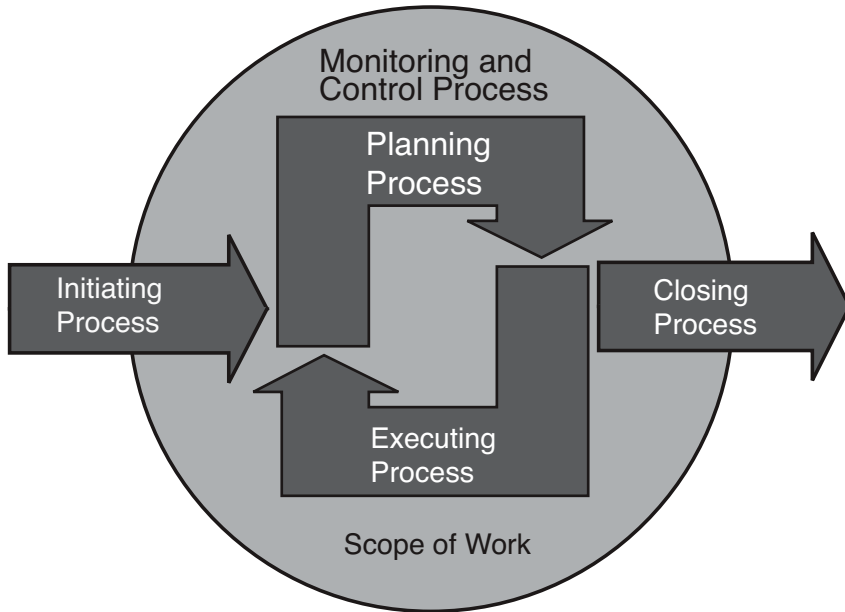 Monitoring and
Control Process
Planning
Process
Initiating
Process
Closing
Process
Executing
Process
Scope of Work